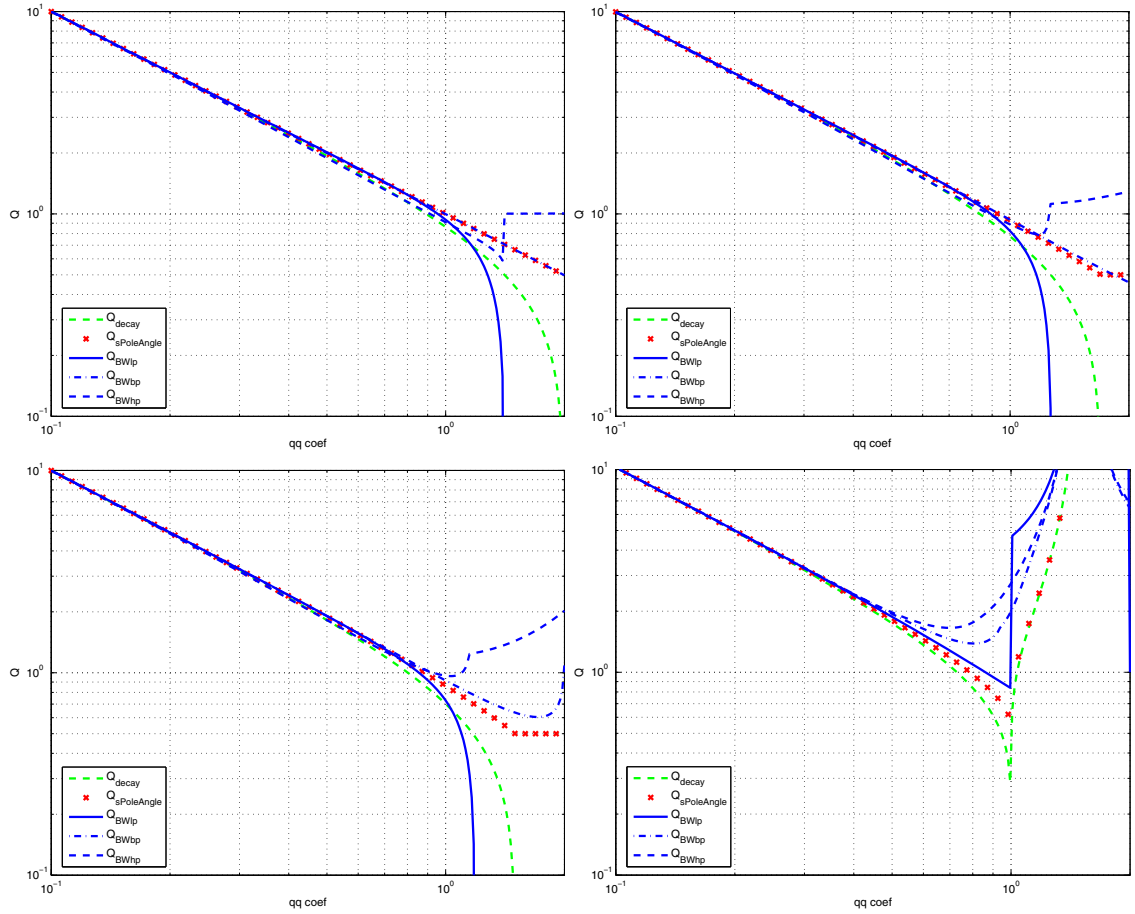 10^1
10^0
10^-1
Q
10^-1
10^0
qq coef
Q_decay
Q_sPoleAngle
Q_BWlp
Q_BWbp
Q_BWhp
10^1
10^0
10^-1
Q
10^-1
10^0
qq coef
Q_decay
Q_sPoleAngle
Q_BWlp
Q_BWbp
Q_BWhp
10^1
10^0
10^-1
Q
10^-1
10^0
qq coef
Q_decay
Q_sPoleAngle
Q_BWlp
Q_BWbp
Q_BWhp
10^1
10^0
10^-1
Q
10^-1
10^0
qq coef
Q_decay
Q_sPoleAngle
Q_BWlp
Q_BWbp
Q_BWhp